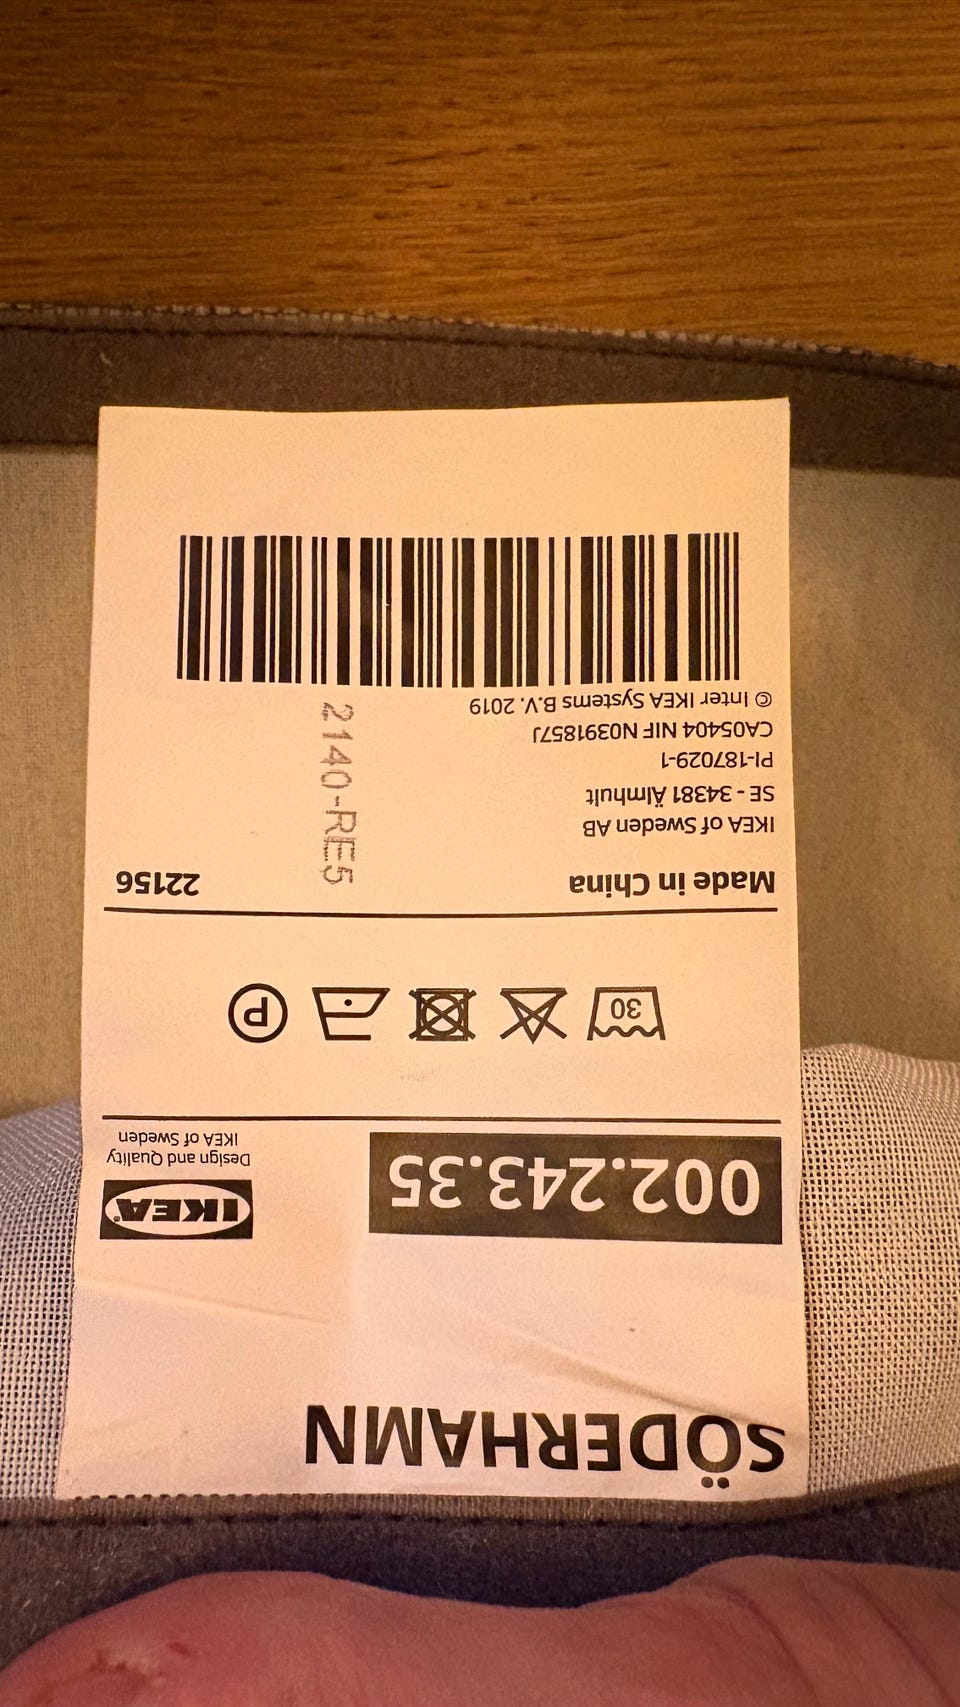 SÖDERHAMN
002.243.35
IKEA®
Design and Quality
IKEA of Sweden
30
P
Made in China
22156
IKEA of Sweden AB
SE - 34381 Älmhult
PI-187029-1
CA05404 NIF N0391857J
© Inter IKEA Systems B.V. 2019
2140-RE5